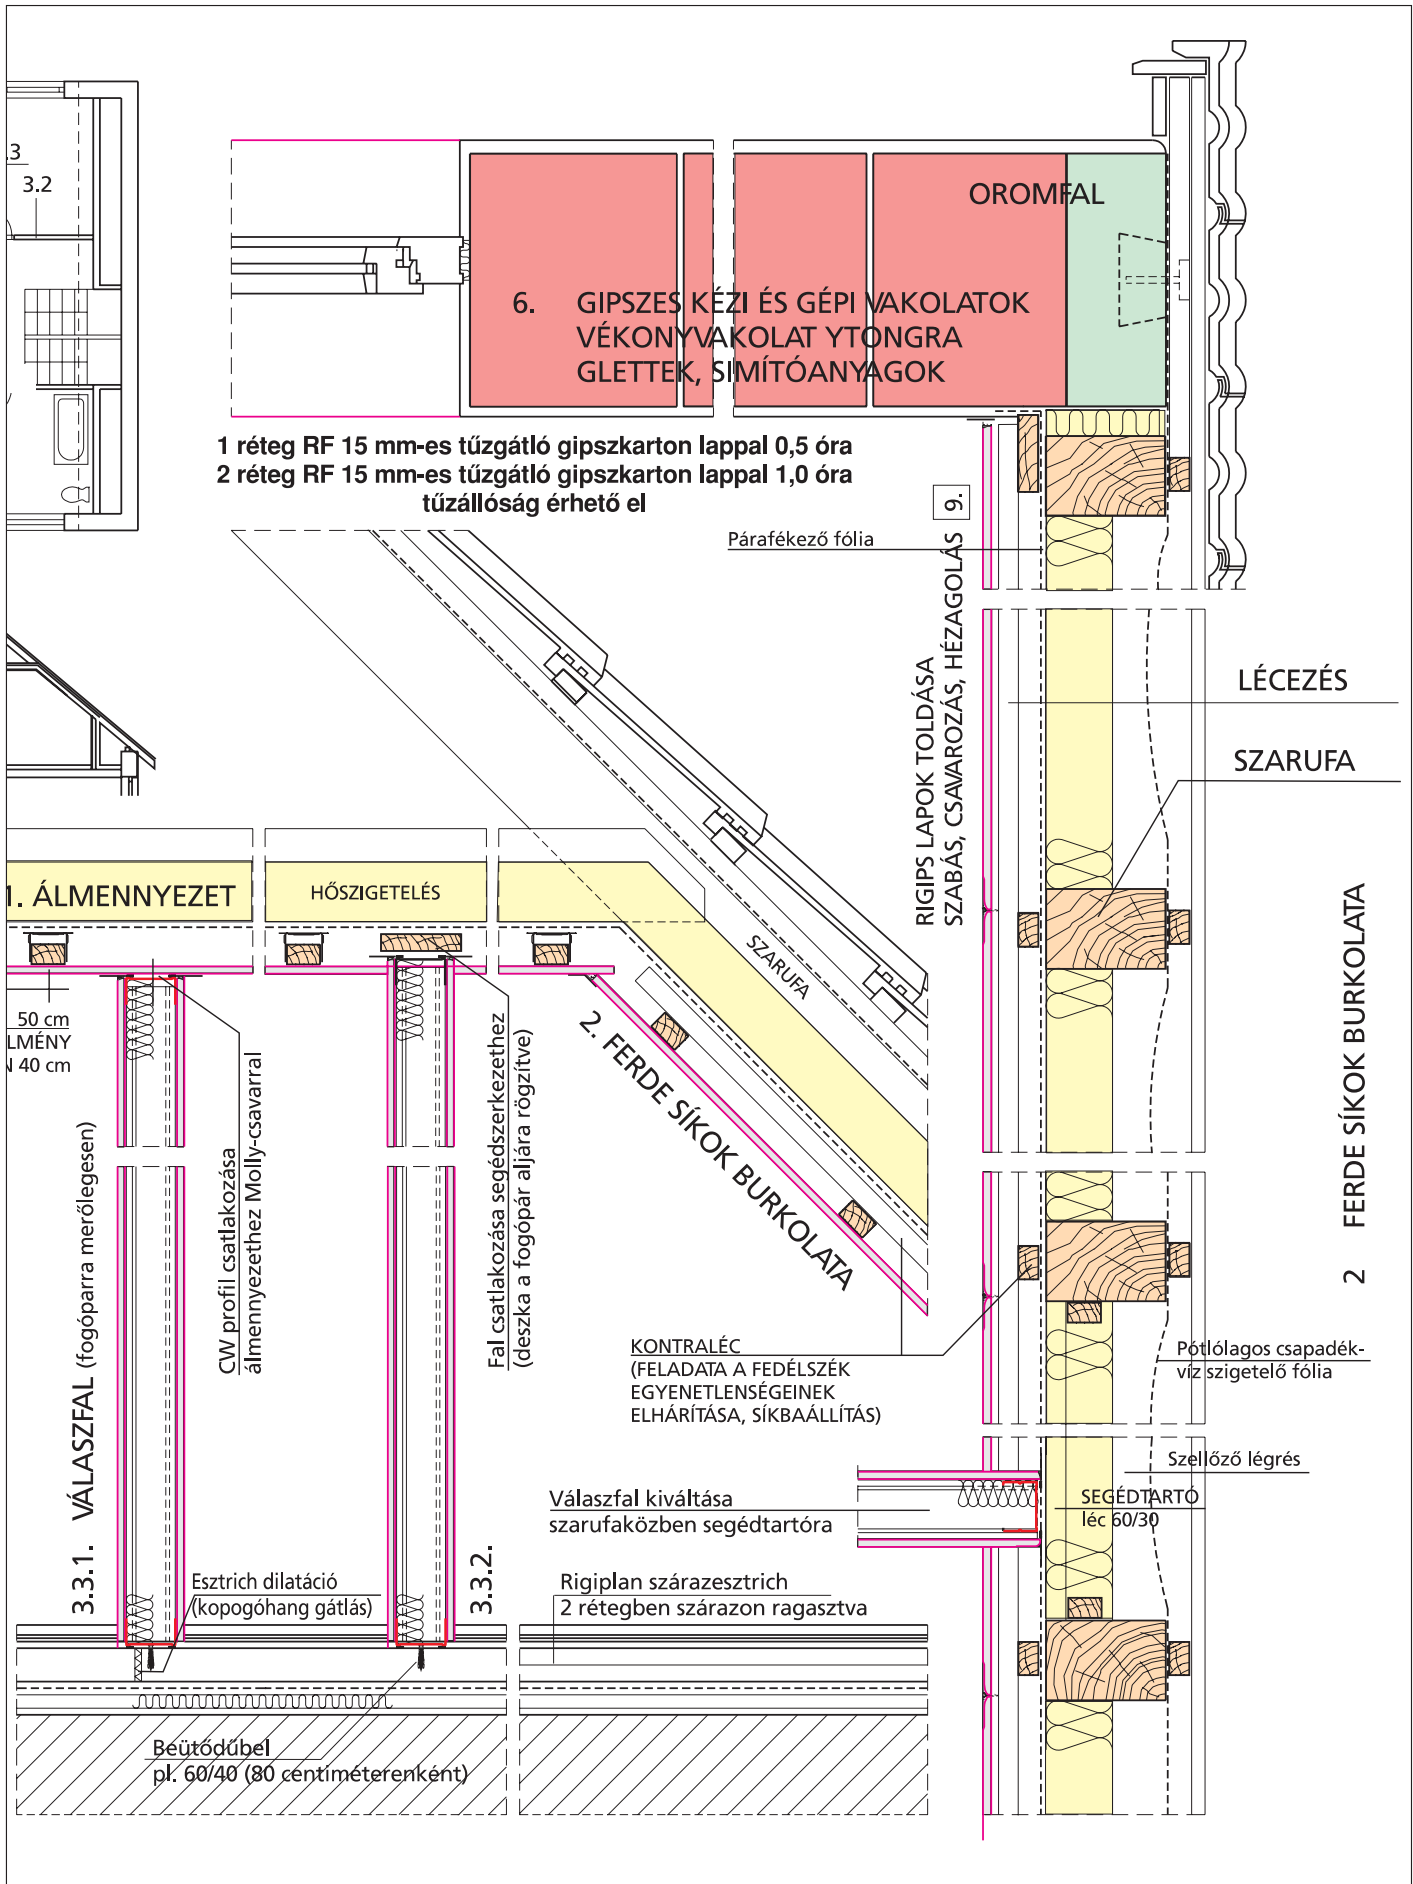 .3
3.2
OROMFAL
6. GIPSZES KÉZI ÉS GÉPI VAKOLATOK
VÉKONYVAKOLAT YTONGRA
GLETTEK, SIMÍTÓANYAGOK
1 réteg RF 15 mm-es tűzgátló gipszkarton lappal 0,5 óra
2 réteg RF 15 mm-es tűzgátló gipszkarton lappal 1,0 óra
tűzállóság érhető el
Párafékező fólia
RIGIPS LAPOK TOLDÁSA
SZABÁS, CSAVAROZÁS, HÉZAGOLÁS 9.
LÉCEZÉS
SZARUFA
1. ÁLMENNYEZET
HŐSZIGETELÉS
SZARUFA
2. FERDE SÍKOK BURKOLATA
2 FERDE SÍKOK BURKOLATA
50 cm
LMÉNY
N 40 cm
3.3.1. VÁLASZFAL (fogóparra merőlegesen)
CW profil csatlakozása
álmennyezethez Molly-csavarral
Fal csatlakozása segédszerkezethez
(deszka a fogópár aljára rögzítve)
3.3.2.
KONTRALÉC
(FELADATA A FEDÉLSZÉK
EGYENETLENSÉGEINEK
ELHÁRÍTÁSA, SÍKBAÁLLÍTÁS)
Pótlólagos csapadék-
víz szigetelő fólia
Szellőző légrés
Válaszfal kiváltása
szarufaközben segédtartóra
SEGÉDTARTÓ
léc 60/30
Esztrich dilatáció
(kopogóhang gátlás)
Rigiplan szárazesztrich
2 rétegben szárazon ragasztva
Beütődűbel
pl. 60/40 (80 centiméterenként)